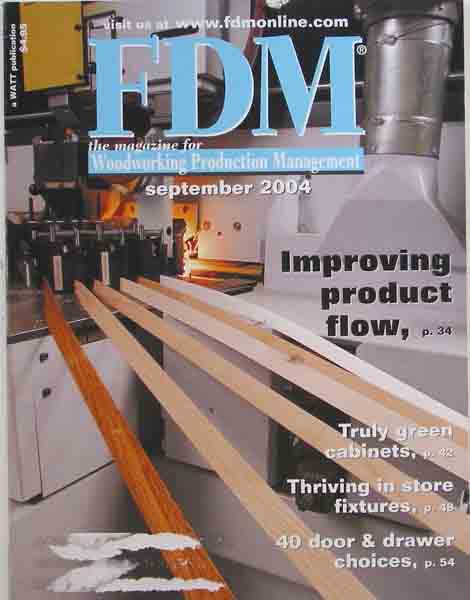 visit us at www.fdmonline.com
a WATT publication
$4.95
FDM®
the magazine for
Woodworking Production Management
september 2004
Improving
product
flow, p. 34
Truly green
cabinets, p. 42
Thriving in store
fixtures, p. 48
40 door & drawer
choices, p. 54